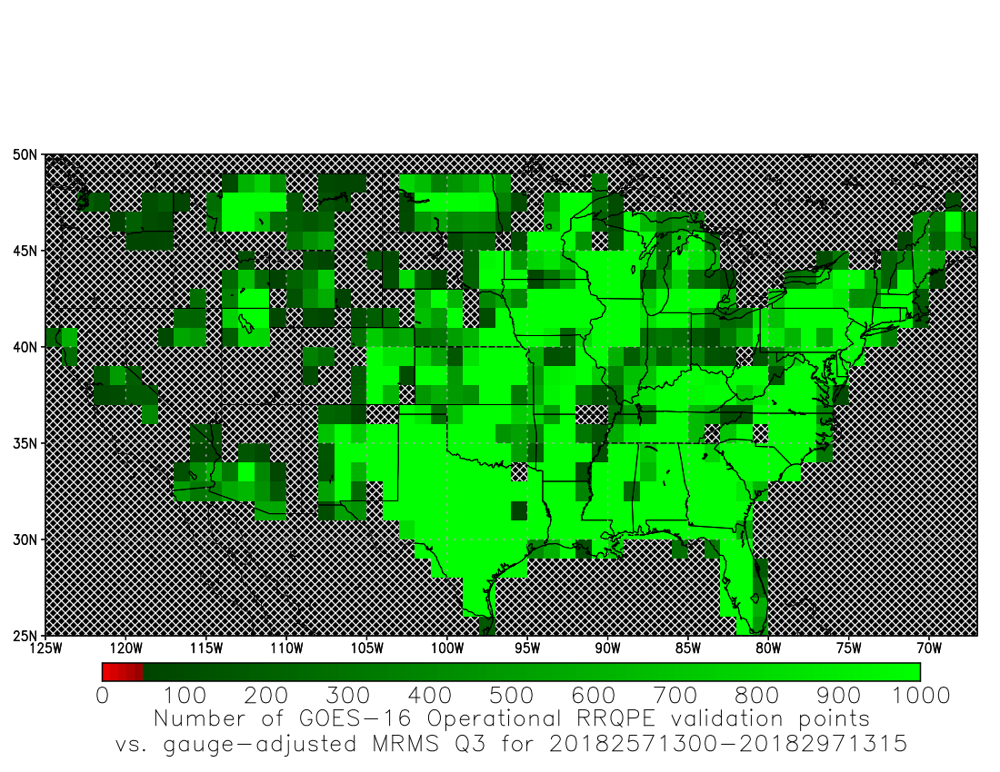 50N
45N
40N
35N
30N
25N
125W 120W 115W 110W 105W 100W 95W 90W 85W 80W 75W 70W
0 100 200 300 400 500 600 700 800 900 1000
Number of GOES-16 Operational RRQPE validation points
vs. gauge-adjusted MRMS Q3 for 20182571300-20182971315